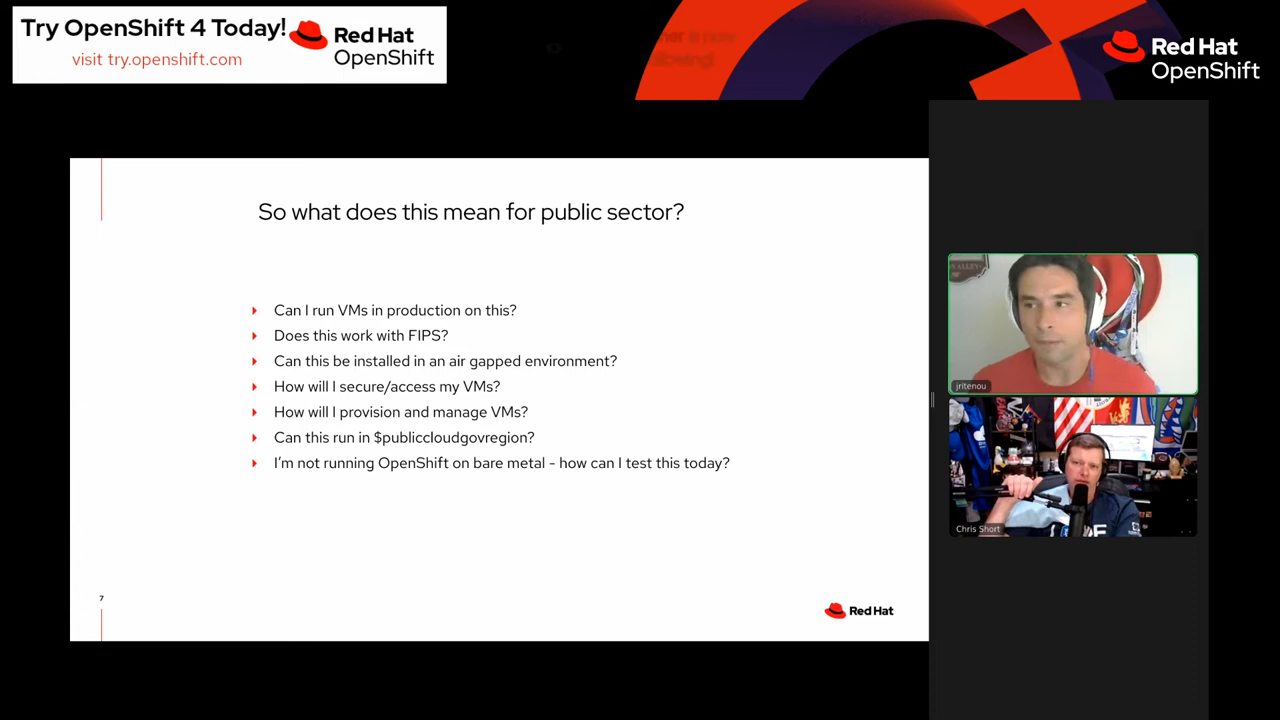 Try OpenShift 4 Today!
visit try.openshift.com
Red Hat
OpenShift
Red Hat
OpenShift
So what does this mean for public sector?
Can I run VMs in production on this?
Does this work with FIPS?
Can this be installed in an air gapped environment?
How will I secure/access my VMs?
How will I provision and manage VMs?
Can this run in $publiccloudgovregion?
I'm not running OpenShift on bare metal - how can I test this today?
7
Red Hat
jritenou
Chris Short